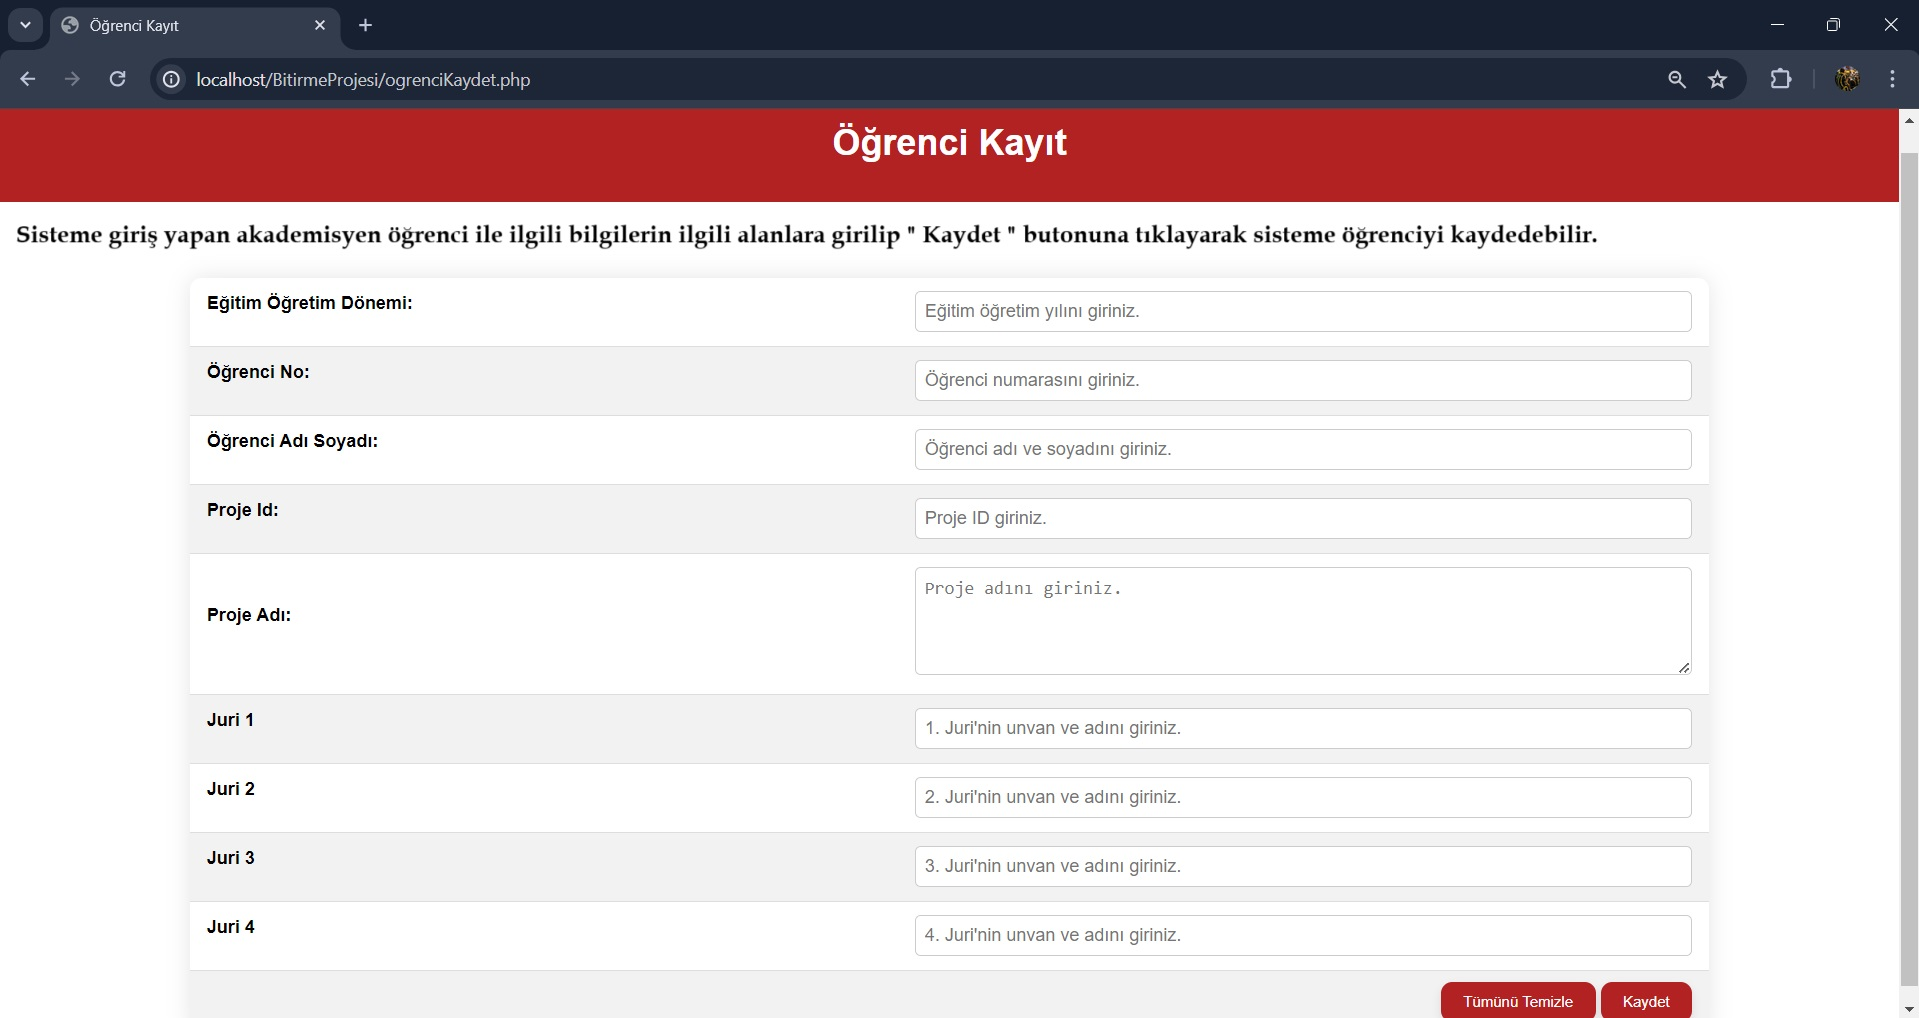 Öğrenci Kayıt
localhost/BitirmeProjesi/ogrenciKaydet.php
Öğrenci Kayıt
Sisteme giriş yapan akademisyen öğrenci ile ilgili bilgilerin ilgili alanlara girilip " Kaydet " butonuna tıklayarak sisteme öğrenciyi kaydedebilir.
Eğitim Öğretim Dönemi:
Eğitim öğretim yılını giriniz.
Öğrenci No:
Öğrenci numarasını giriniz.
Öğrenci Adı Soyadı:
Öğrenci adı ve soyadını giriniz.
Proje Id:
Proje ID giriniz.
Proje Adı:
Proje adını giriniz.
Juri 1
1. Juri'nin unvan ve adını giriniz.
Juri 2
2. Juri'nin unvan ve adını giriniz.
Juri 3
3. Juri'nin unvan ve adını giriniz.
Juri 4
4. Juri'nin unvan ve adını giriniz.
Tümünü Temizle
Kaydet